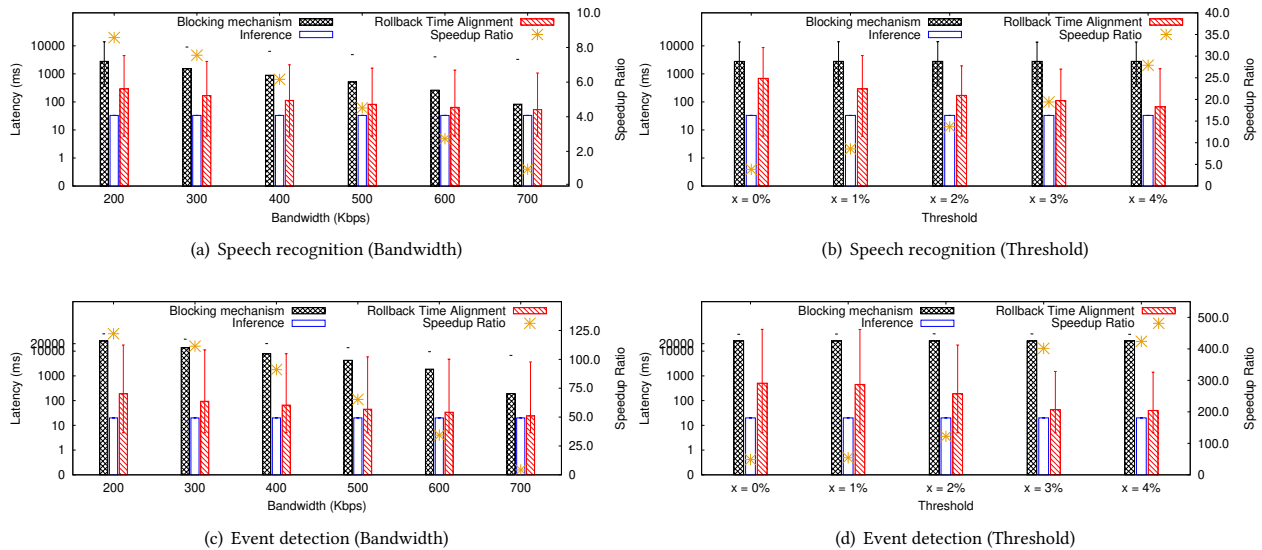 Blocking mechanism
Inference
Rollback Time Alignment
Speedup Ratio
10.0
8.0
6.0
4.0
2.0
0
Speedup Ratio
10000
1000
100
10
1
0
Latency (ms)
200 300 400 500 600 700
Bandwidth (Kbps)
(a) Speech recognition (Bandwidth)
Blocking mechanism
Inference
Rollback Time Alignment
Speedup Ratio
40.0
35.0
30.0
25.0
20.0
15.0
10.0
5.0
0
Speedup Ratio
10000
1000
100
10
1
0
Latency (ms)
x = 0% x = 1% x = 2% x = 3% x = 4%
Threshold
(b) Speech recognition (Threshold)
Blocking mechanism
Inference
Rollback Time Alignment
Speedup Ratio
125.0
100.0
75.0
50.0
25.0
0
Speedup Ratio
20000
10000
1000
100
10
1
0
Latency (ms)
200 300 400 500 600 700
Bandwidth (Kbps)
(c) Event detection (Bandwidth)
Blocking mechanism
Inference
Rollback Time Alignment
Speedup Ratio
500.0
400.0
300.0
200.0
100.0
0
Speedup Ratio
20000
10000
1000
100
10
1
0
Latency (ms)
x = 0% x = 1% x = 2% x = 3% x = 4%
Threshold
(d) Event detection (Threshold)